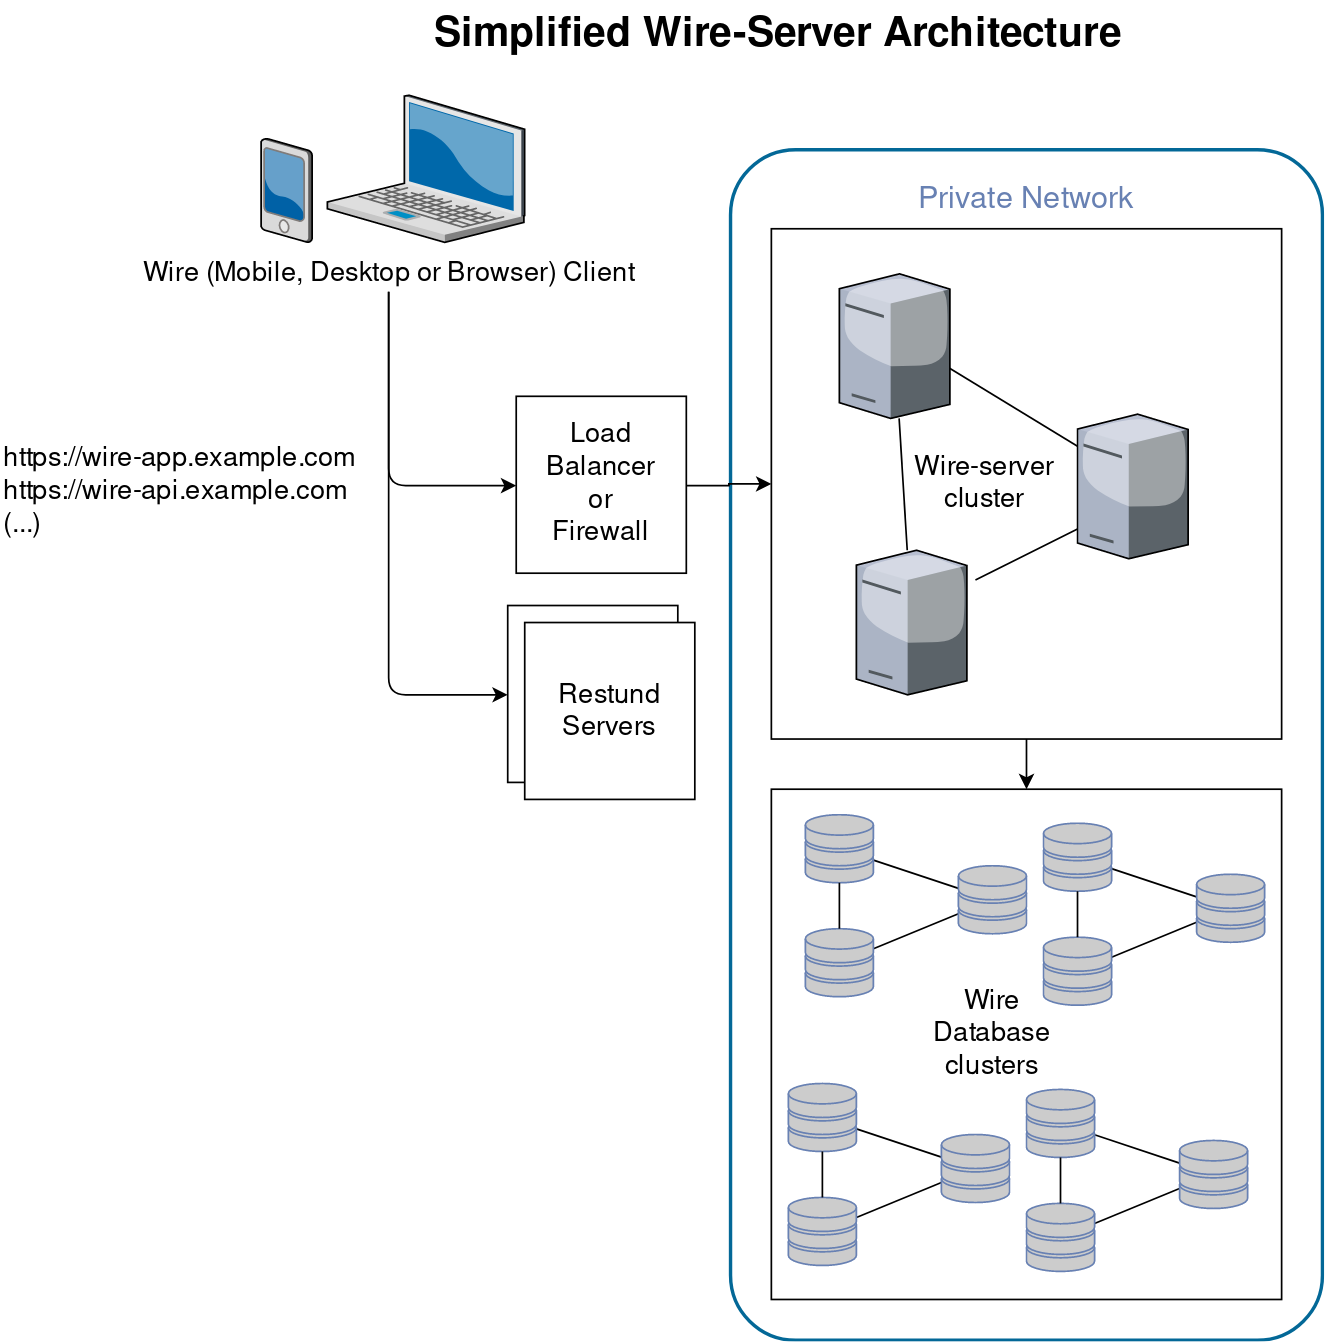 Simplified Wire-Server Architecture
Wire (Mobile, Desktop or Browser) Client
https://wire-app.example.com
https://wire-api.example.com
(...)
Load
Balancer
or
Firewall
Restund
Servers
Private Network
Wire-server
cluster
Wire
Database
clusters